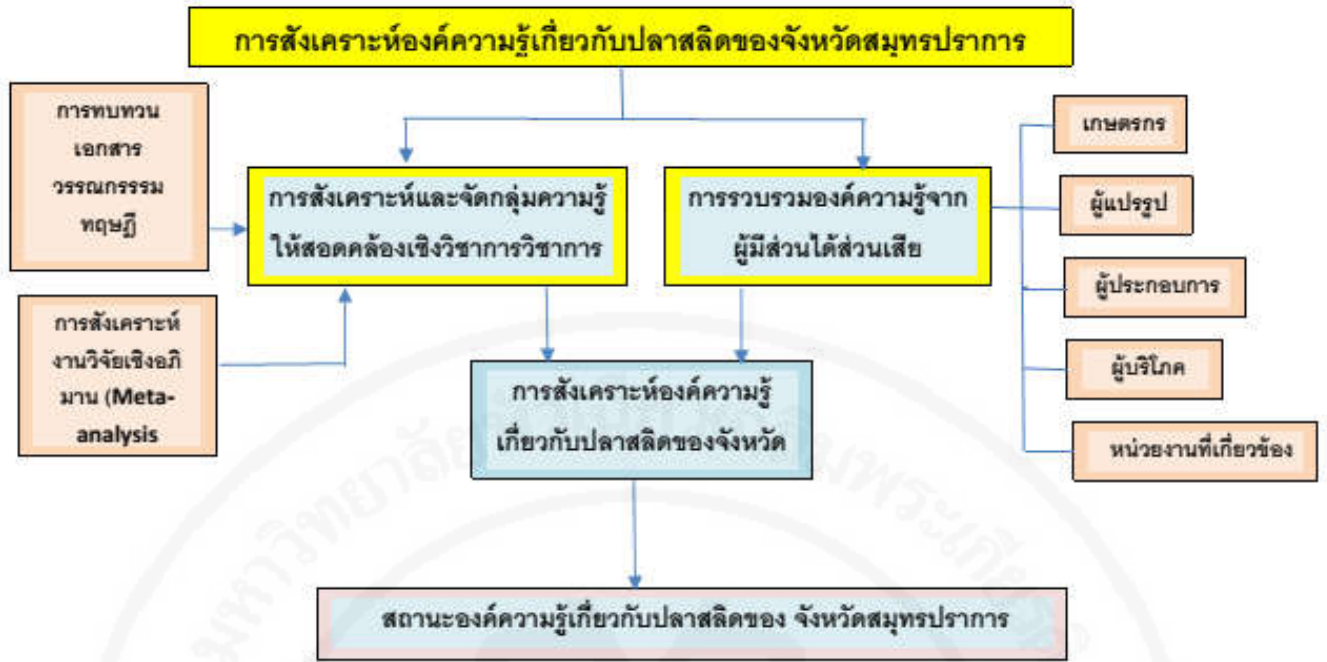 การสังเคราะห์องค์ความรู้เกี่ยวกับปลาสลิดของจังหวัดสมุทรปราการ
การทบทวน
เอกสาร
วรรณกรรรม
ทฤษฎี
การสังเคราะห์
งานวิจัยเชิงอภิ
มาน (Meta-
analysis
การสังเคราะห์และจัดกลุ่มความรู้
ให้สอดคล้องเชิงวิชาการวิชาการ
การรวบรวมองค์ความรู้จาก
ผู้มีส่วนได้ส่วนเสีย
เกษตรกร
ผู้แปรรูป
ผู้ประกอบการ
ผู้บริโภค
หน่วยงานที่เกี่ยวข้อง
การสังเคราะห์องค์ความรู้
เกี่ยวกับปลาสลิดของจังหวัด
สถานะองค์ความรู้เกี่ยวกับปลาสลิดของ จังหวัดสมุทรปราการ